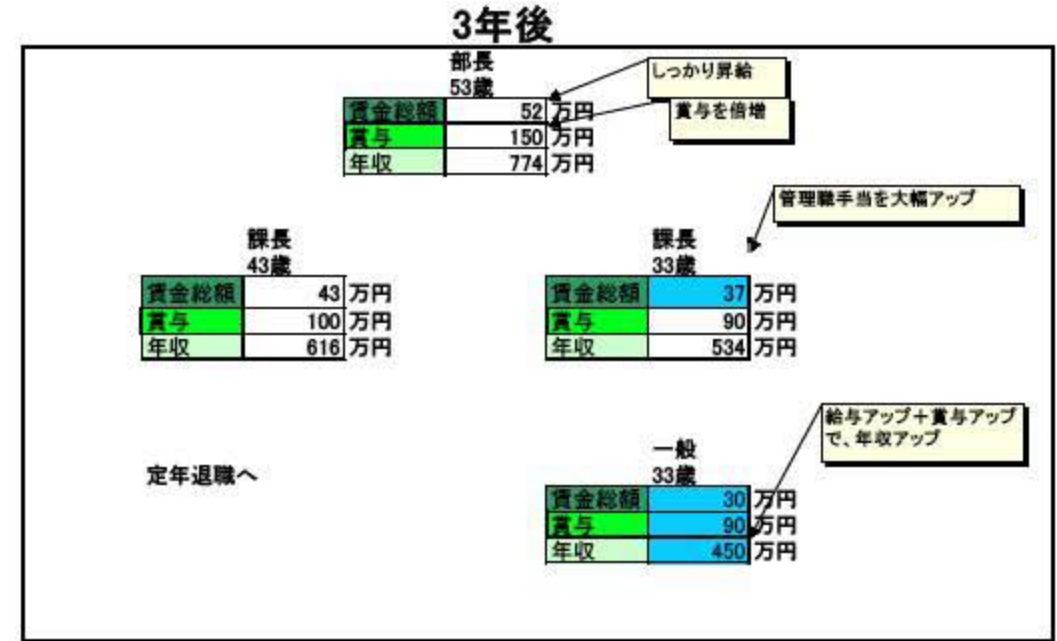 3年後
部長
53歳
しっかり昇給
賃金総額 52 万円
賞与を倍増
賞与 150 万円
年収 774 万円
管理職手当を大幅アップ
課長
43歳
賃金総額 43 万円
賞与 100 万円
年収 616 万円
課長
33歳
賃金総額 37 万円
賞与 90 万円
年収 534 万円
給与アップ+賞与アップ
で、年収アップ
定年退職へ
一般
33歳
賃金総額 30 万円
賞与 90 万円
年収 450 万円